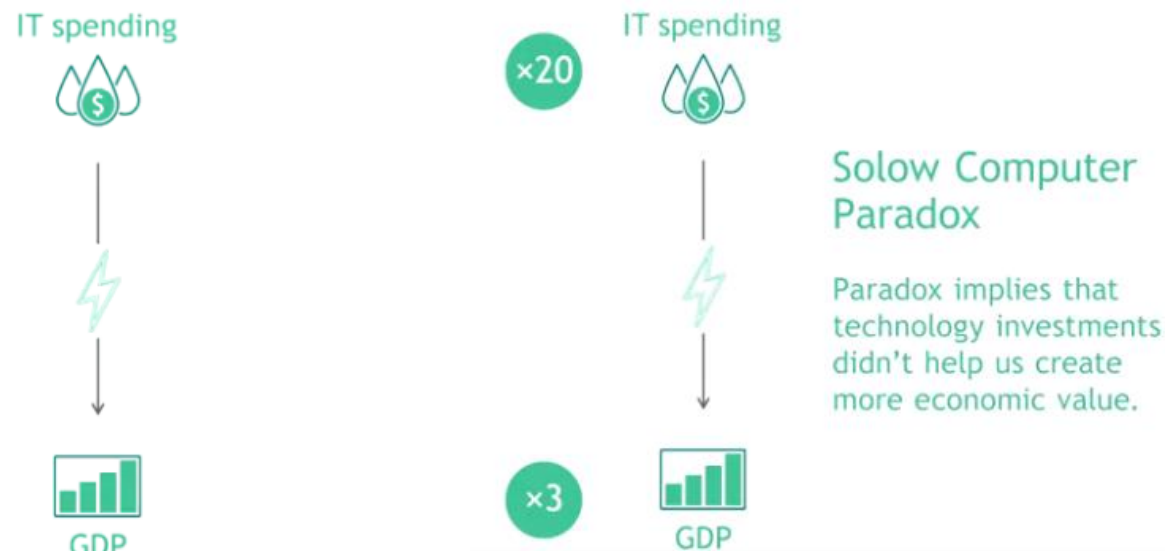 IT spending
$
GDP
×20
IT spending
$
×3
GDP
Solow Computer
Paradox
Paradox implies that
technology investments
didn't help us create
more economic value.